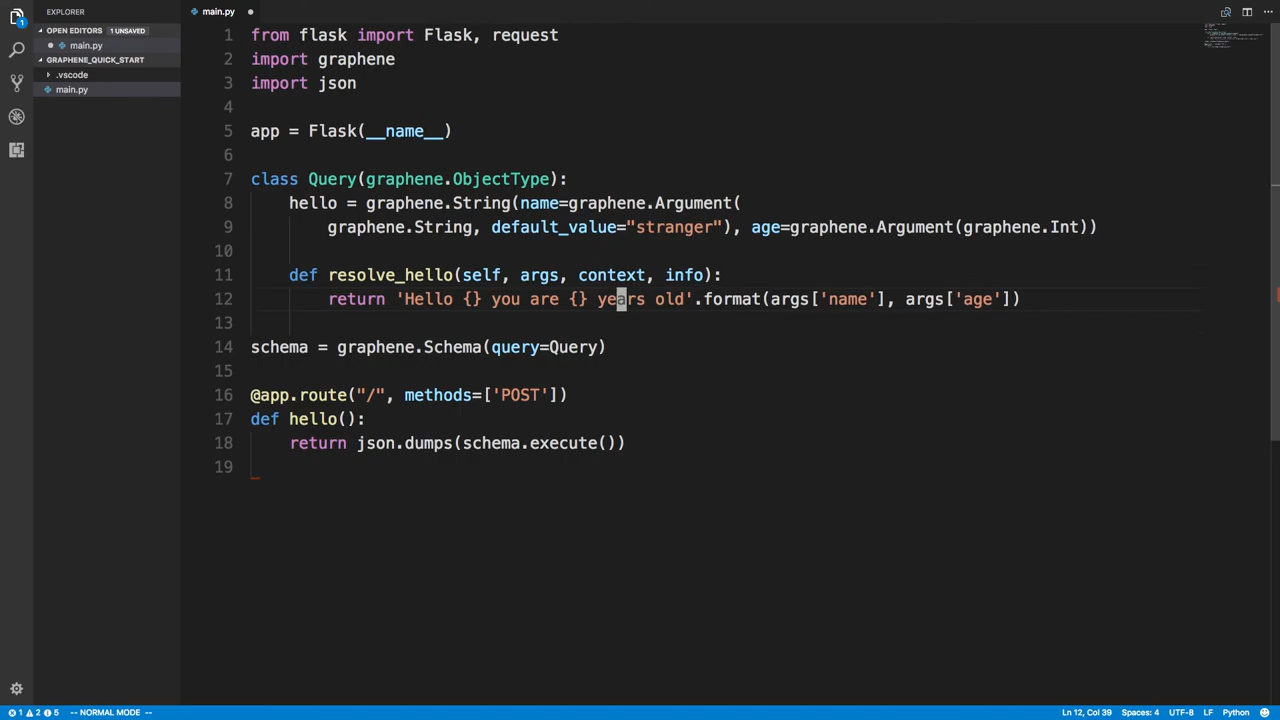 EXPLORER
OPEN EDITORS 1 UNSAVED
main.py
GRAPHENE_QUICK_START
.vscode
main.py
main.py
1 from flask import Flask, request
2 import graphene
3 import json
4
5 app = Flask(__name__)
6
7 class Query(graphene.ObjectType):
8 hello = graphene.String(name=graphene.Argument(
9 graphene.String, default_value="stranger"), age=graphene.Argument(graphene.Int))
10
11 def resolve_hello(self, args, context, info):
12 return 'Hello {} you are {} years old'.format(args['name'], args['age'])
13
14 schema = graphene.Schema(query=Query)
15
16 @app.route("/", methods=['POST'])
17 def hello():
18 return json.dumps(schema.execute())
19
1 2 5 -- NORMAL MODE -- Ln 12, Col 39 Spaces: 4 UTF-8 LF Python